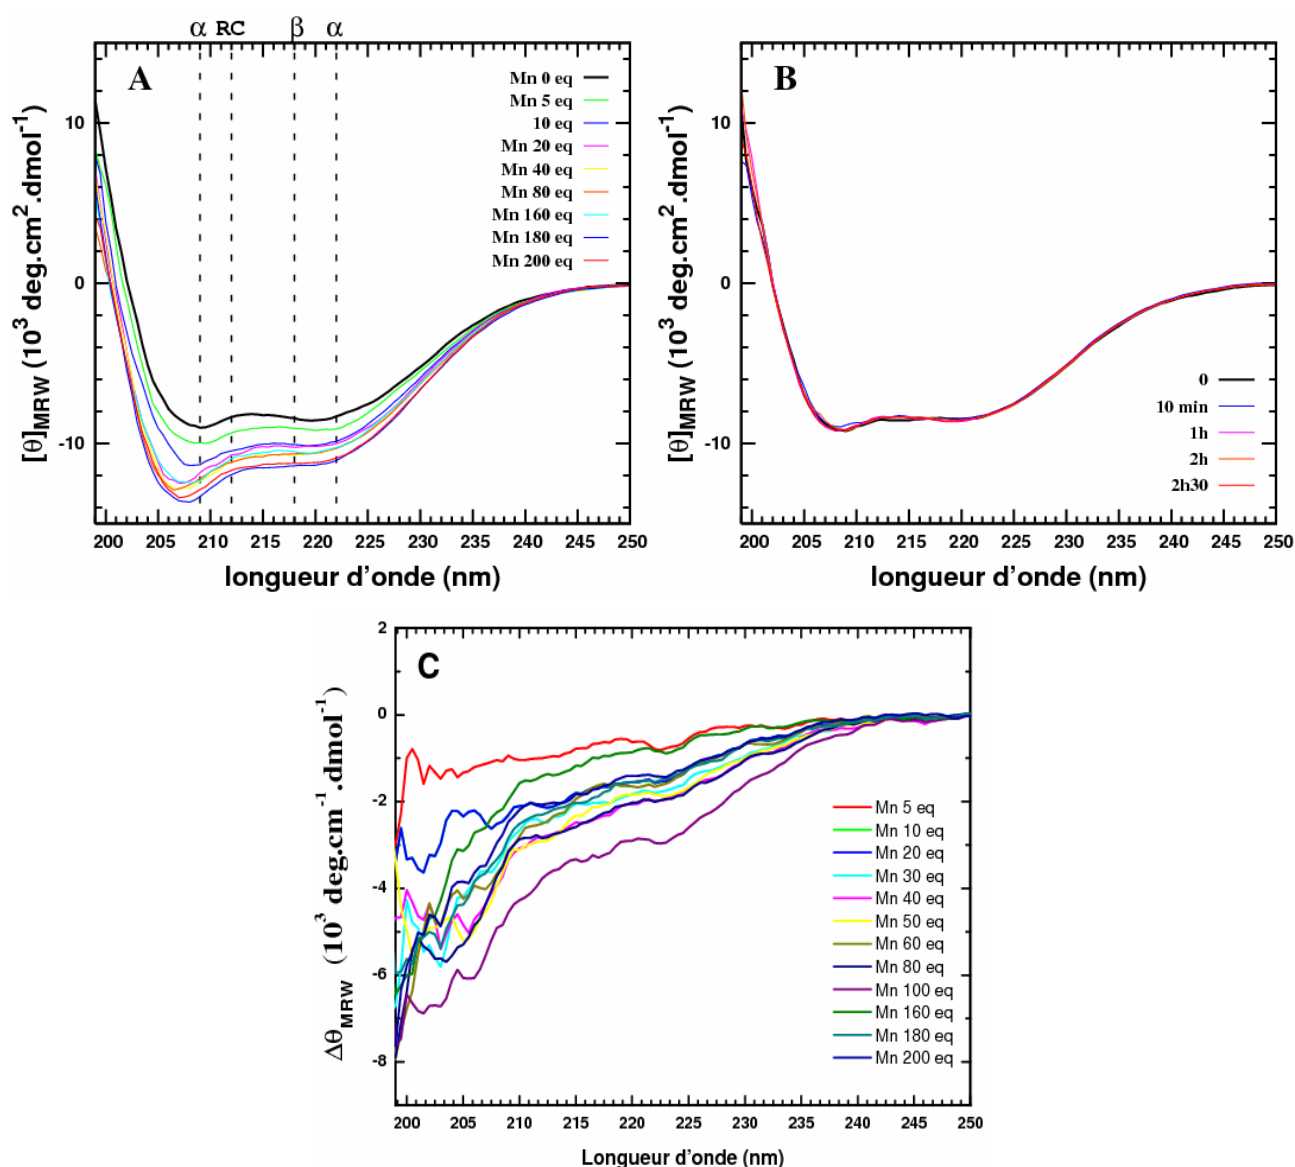 α RC β α
A
Mn 0 eq
Mn 5 eq
10 eq
Mn 20 eq
Mn 40 eq
Mn 80 eq
Mn 160 eq
Mn 180 eq
Mn 200 eq
10
0
-10
[θ]MRW (10³ deg.cm².dmol⁻¹)
200 205 210 215 220 225 230 235 240 245 250
longueur d'onde (nm)
B
10
0
-10
[θ]MRW (10³ deg.cm².dmol⁻¹)
0
10 min
1h
2h
2h30
200 205 210 215 220 225 230 235 240 245 250
longueur d'onde (nm)
C
2
0
-2
-4
-6
-8
ΔθMRW (10³ deg.cm⁻¹.dmol⁻¹)
Mn 5 eq
Mn 10 eq
Mn 20 eq
Mn 30 eq
Mn 40 eq
Mn 50 eq
Mn 60 eq
Mn 80 eq
Mn 100 eq
Mn 160 eq
Mn 180 eq
Mn 200 eq
200 205 210 215 220 225 230 235 240 245 250
Longueur d'onde (nm)